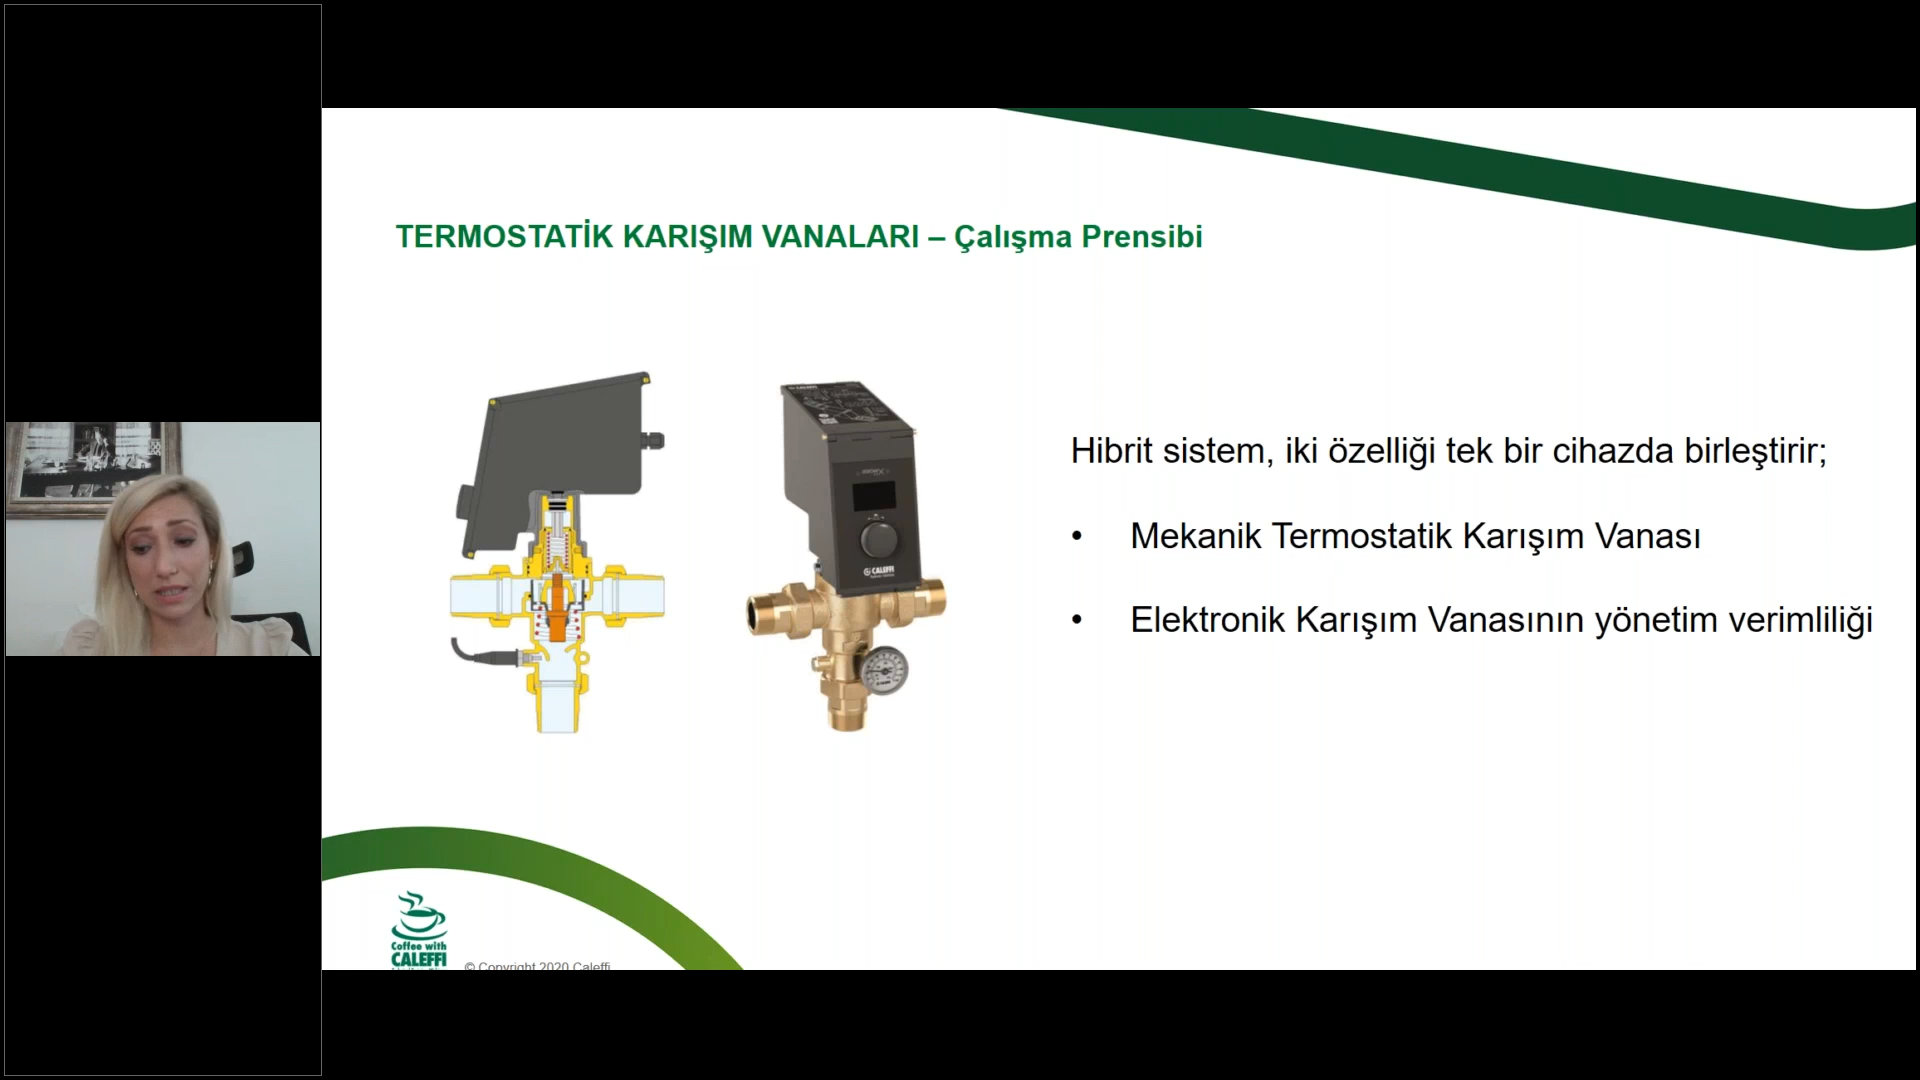 TERMOSTATİK KARIŞIM VANALARI – Çalışma Prensibi
Hibrit sistem, iki özelliği tek bir cihazda birleştirir;
• Mekanik Termostatik Karışım Vanası
• Elektronik Karışım Vanasının yönetim verimliliği
CALEFFI
Coffee with
CALEFFI
© Copyright 2020 Caleffi